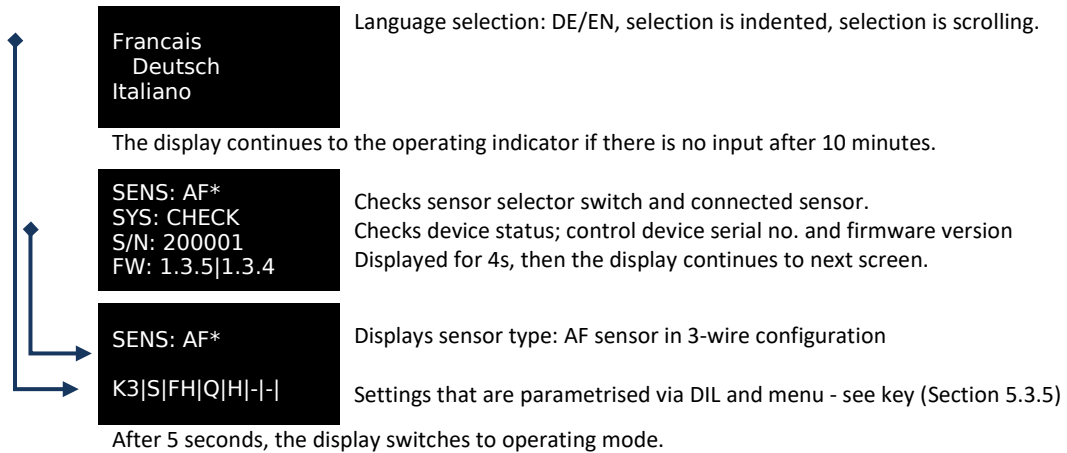 Language selection: DE/EN, selection is indented, selection is scrolling.
Francais
Deutsch
Italiano
The display continues to the operating indicator if there is no input after 10 minutes.
SENS: AF*
SYS: CHECK
S/N: 200001
FW: 1.3.5|1.3.4
Checks sensor selector switch and connected sensor.
Checks device status; control device serial no. and firmware version
Displayed for 4s, then the display continues to next screen.
SENS: AF*
Displays sensor type: AF sensor in 3-wire configuration
K3|S|FH|Q|H|-|-|
Settings that are parametrised via DIL and menu - see key (Section 5.3.5)
After 5 seconds, the display switches to operating mode.